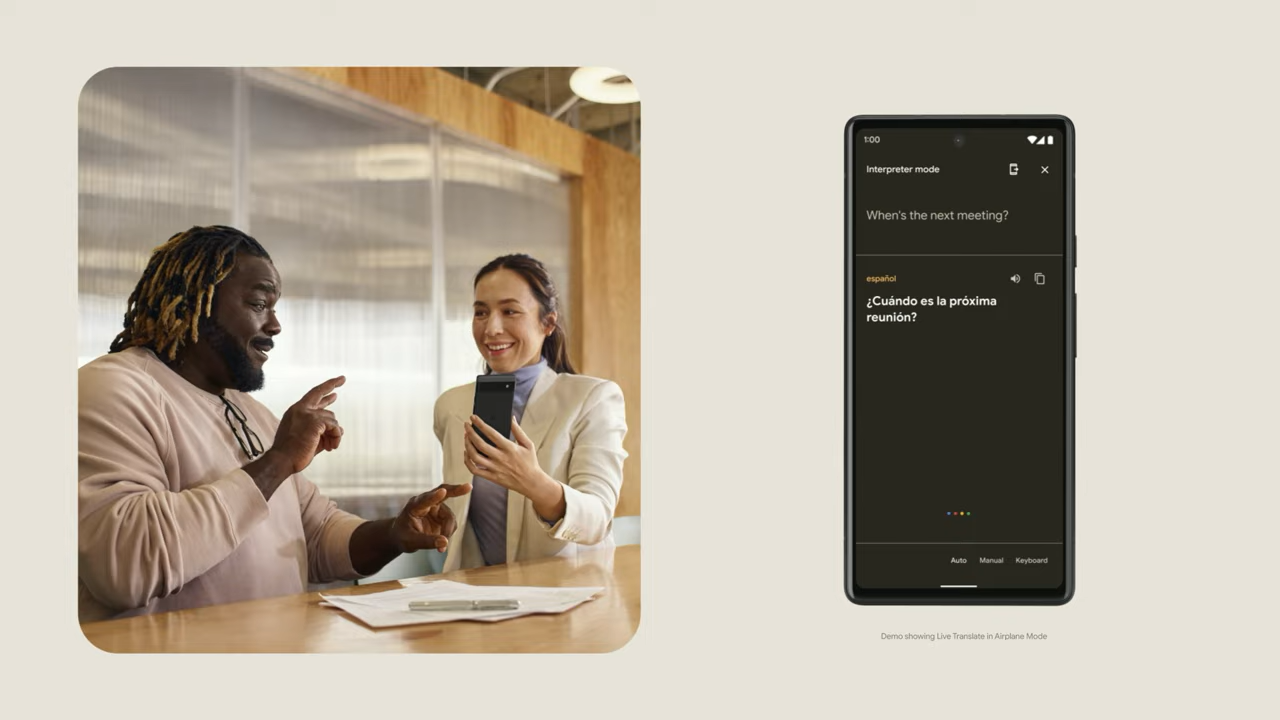 1:00
Interpreter mode
When's the next meeting?
español
¿Cuándo es la próxima
reunión?
Auto Manual Keyboard
Demo showing Live Translate in Airplane Mode